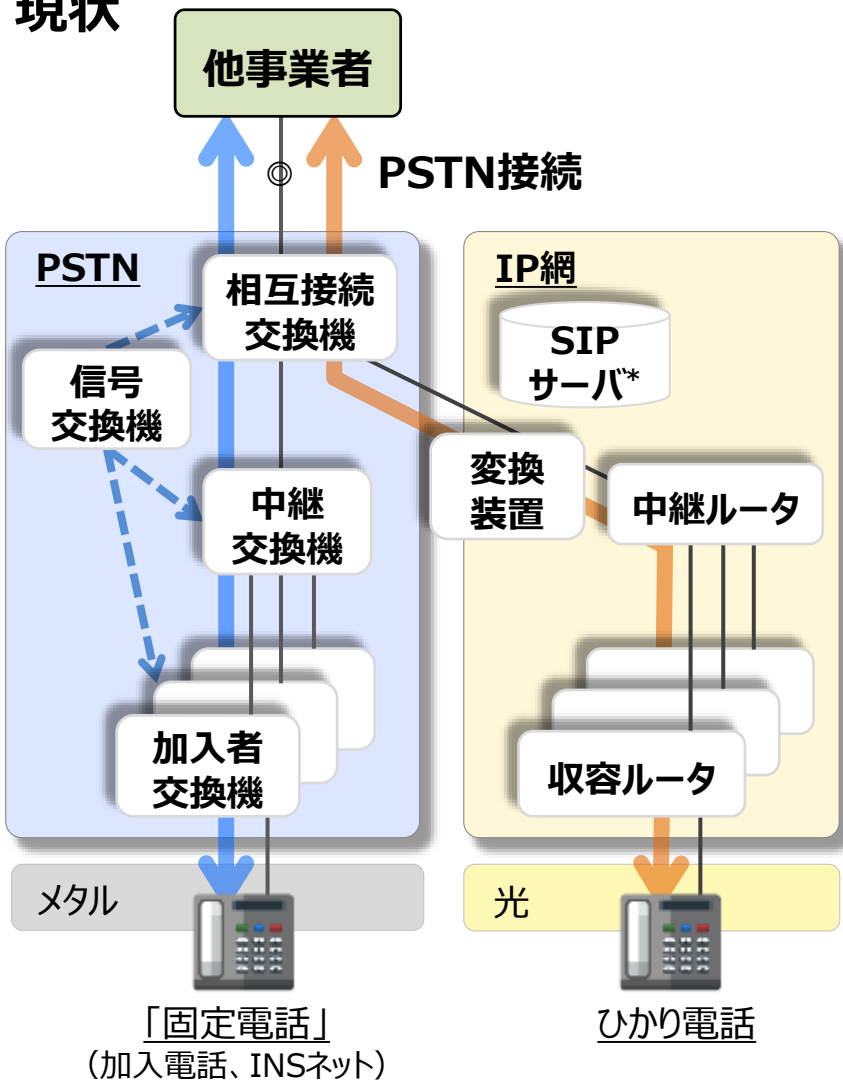 現状
他事業者
◎
PSTN接続
PSTN
相互接続
交換機
信号
交換機
中継
交換機
加入者
交換機
IP網
SIP
サーバ*
変換
装置
中継ルータ
収容ルータ
メタル
光
「固定電話」
（加入電話、INSネット）
ひかり電話